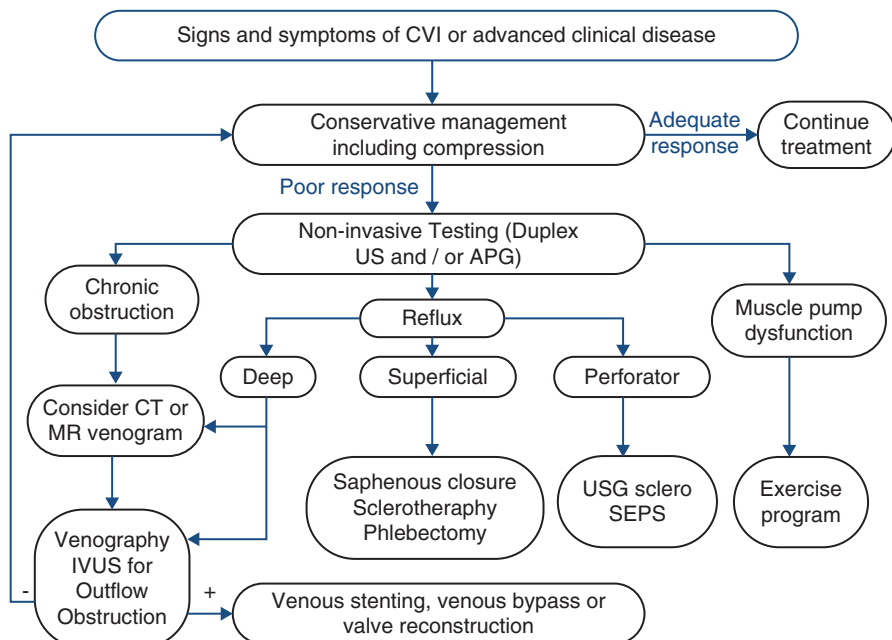 Signs and symptoms of CVI or advanced clinical disease
Conservative management
including compression
Adequate
response
Continue
treatment
Poor response
Non-invasive Testing (Duplex
US and / or APG)
Chronic
obstruction
Reflux
Muscle pump
dysfunction
Deep
Superficial
Perforator
Consider CT or
MR venogram
Saphenous closure
Sclerotheraphy
Phlebectomy
USG sclero
SEPS
Exercise
program
Venography
IVUS for
Outflow
Obstruction
-
+
Venous stenting, venous bypass or
valve reconstruction